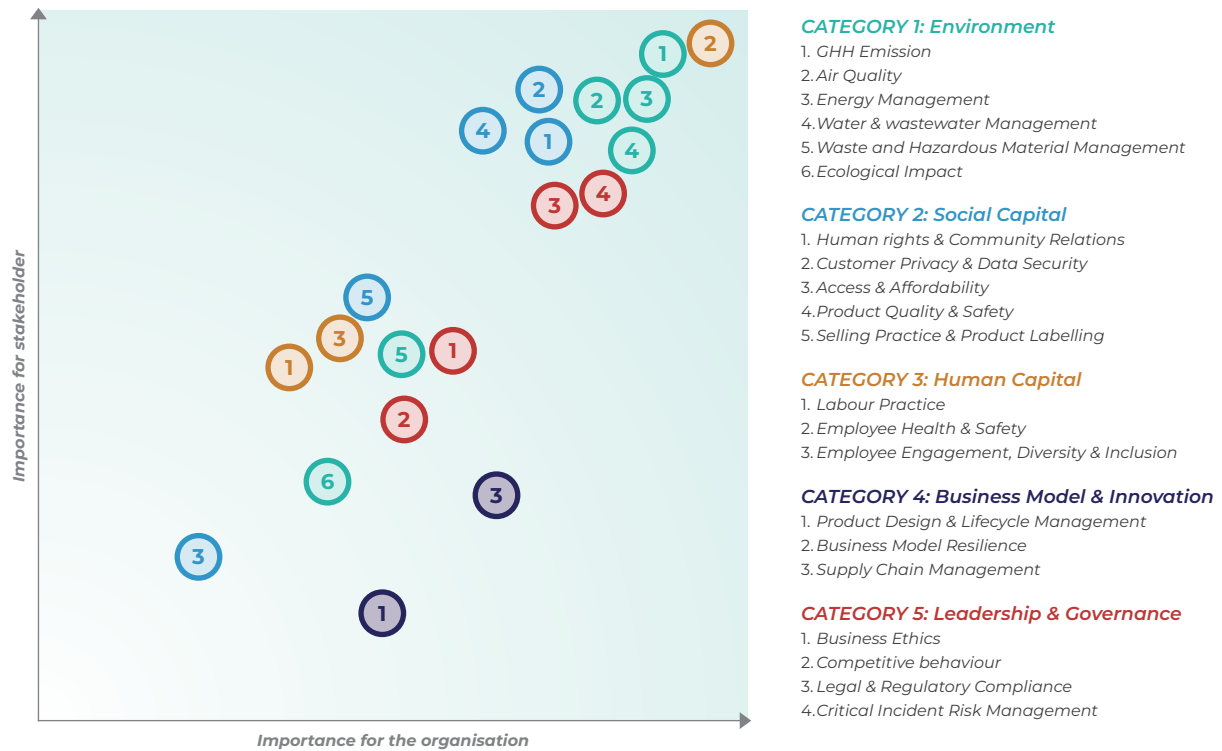 Importance for stakeholder
1
2
2
2
3
4
1
4
3
4
5
3
1
5
1
2
6
3
3
1
Importance for the organisation
CATEGORY 1: Environment
1. GHH Emission
2. Air Quality
3. Energy Management
4. Water & wastewater Management
5. Waste and Hazardous Material Management
6. Ecological Impact
CATEGORY 2: Social Capital
1. Human rights & Community Relations
2. Customer Privacy & Data Security
3. Access & Affordability
4. Product Quality & Safety
5. Selling Practice & Product Labelling
CATEGORY 3: Human Capital
1. Labour Practice
2. Employee Health & Safety
3. Employee Engagement, Diversity & Inclusion
CATEGORY 4: Business Model & Innovation
1. Product Design & Lifecycle Management
2. Business Model Resilience
3. Supply Chain Management
CATEGORY 5: Leadership & Governance
1. Business Ethics
2. Competitive behaviour
3. Legal & Regulatory Compliance
4. Critical Incident Risk Management